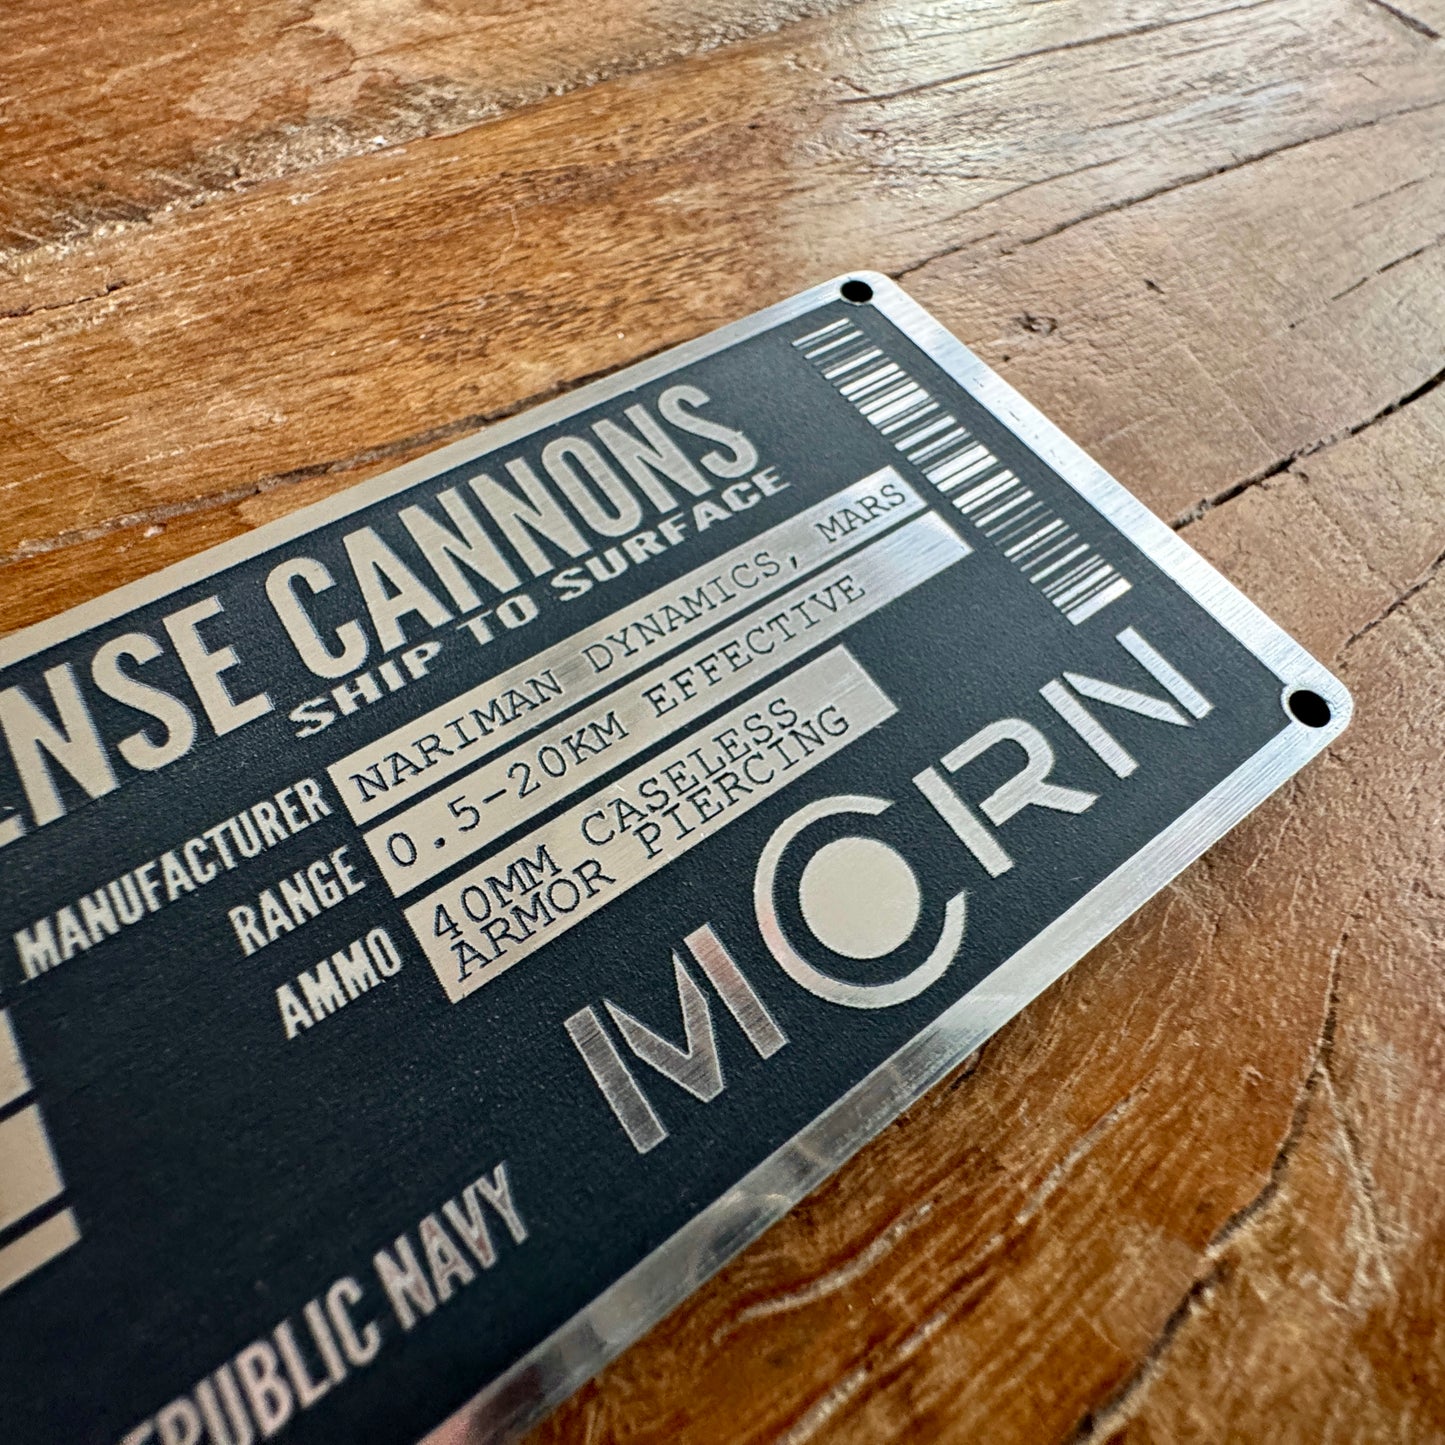 ENSE CANNONS
SHIP TO SURFACE
MANUFACTURER NARIMAN DYNAMICS, MARS
RANGE 0.5-20KM EFFECTIVE
AMMO 40MM CASELESS
ARMOR PIERCING
MCRN
EPUBLIC NAVY